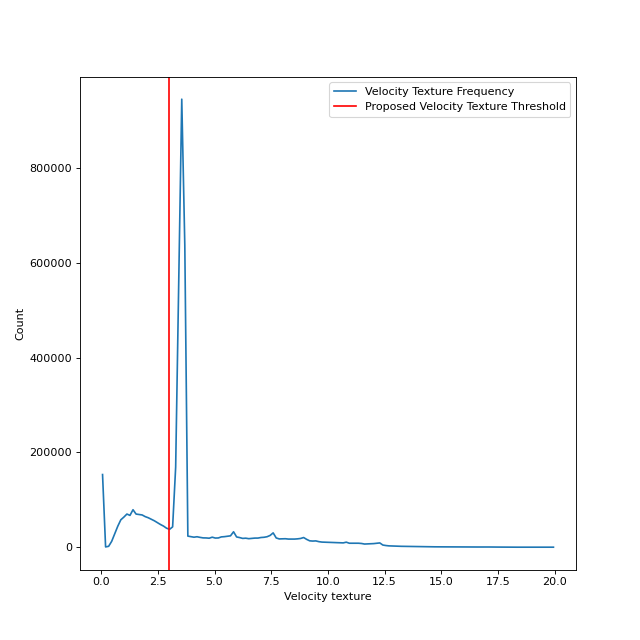 Velocity Texture Frequency
Proposed Velocity Texture Threshold
800000
600000
400000
200000
0
Count
0.0 2.5 5.0 7.5 10.0 12.5 15.0 17.5 20.0
Velocity texture